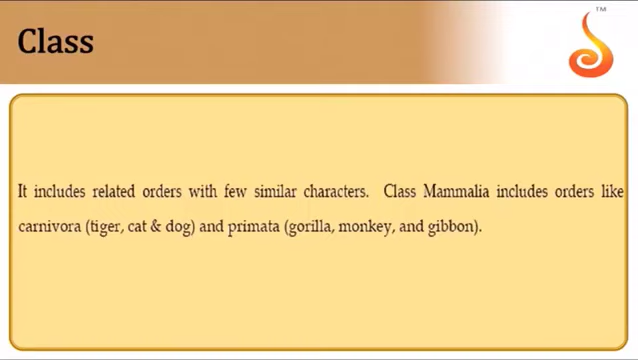 Class
TM
It includes related orders with few similar characters. Class Mammalia includes orders like
carnivora (tiger, cat & dog) and primata (gorilla, monkey, and gibbon).